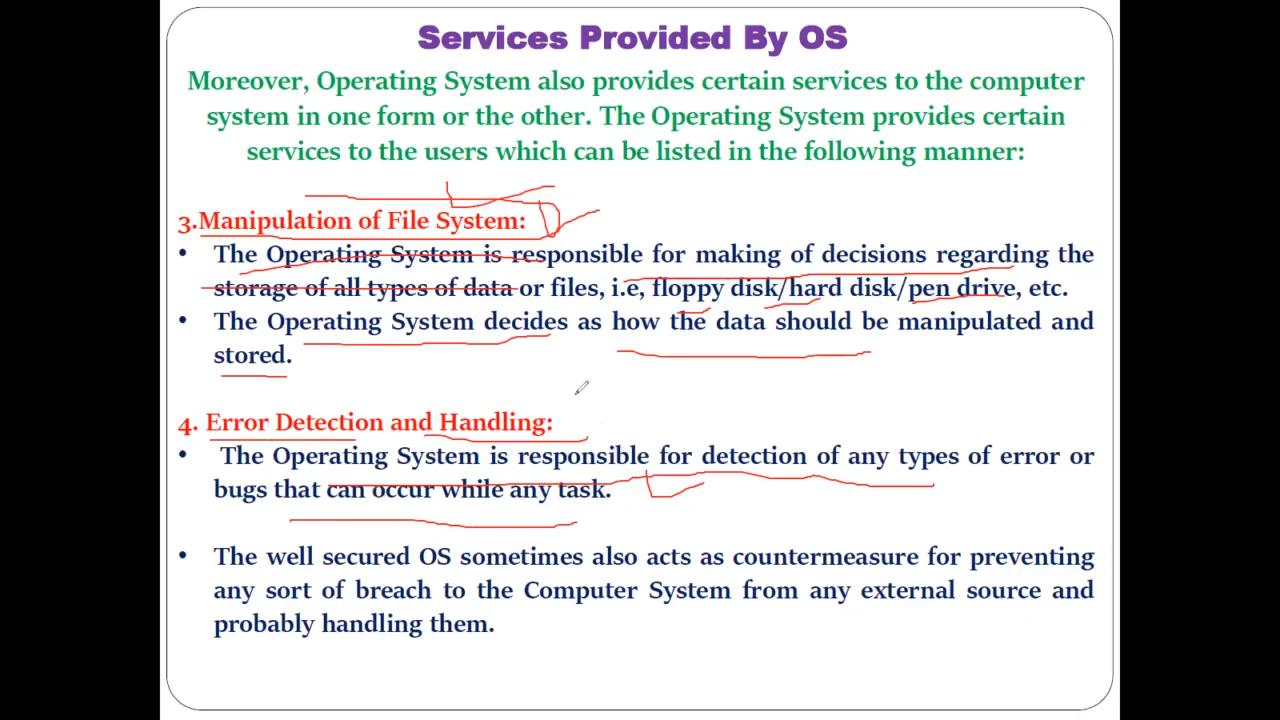 Services Provided By OS
Moreover, Operating System also provides certain services to the computer
system in one form or the other. The Operating System provides certain
services to the users which can be listed in the following manner:
3.Manipulation of File System:
• The Operating System is responsible for making of decisions regarding the
storage of all types of data or files, i.e, floppy disk/hard disk/pen drive, etc.
• The Operating System decides as how the data should be manipulated and
stored.
4. Error Detection and Handling:
• The Operating System is responsible for detection of any types of error or
bugs that can occur while any task.
• The well secured OS sometimes also acts as countermeasure for preventing
any sort of breach to the Computer System from any external source and
probably handling them.